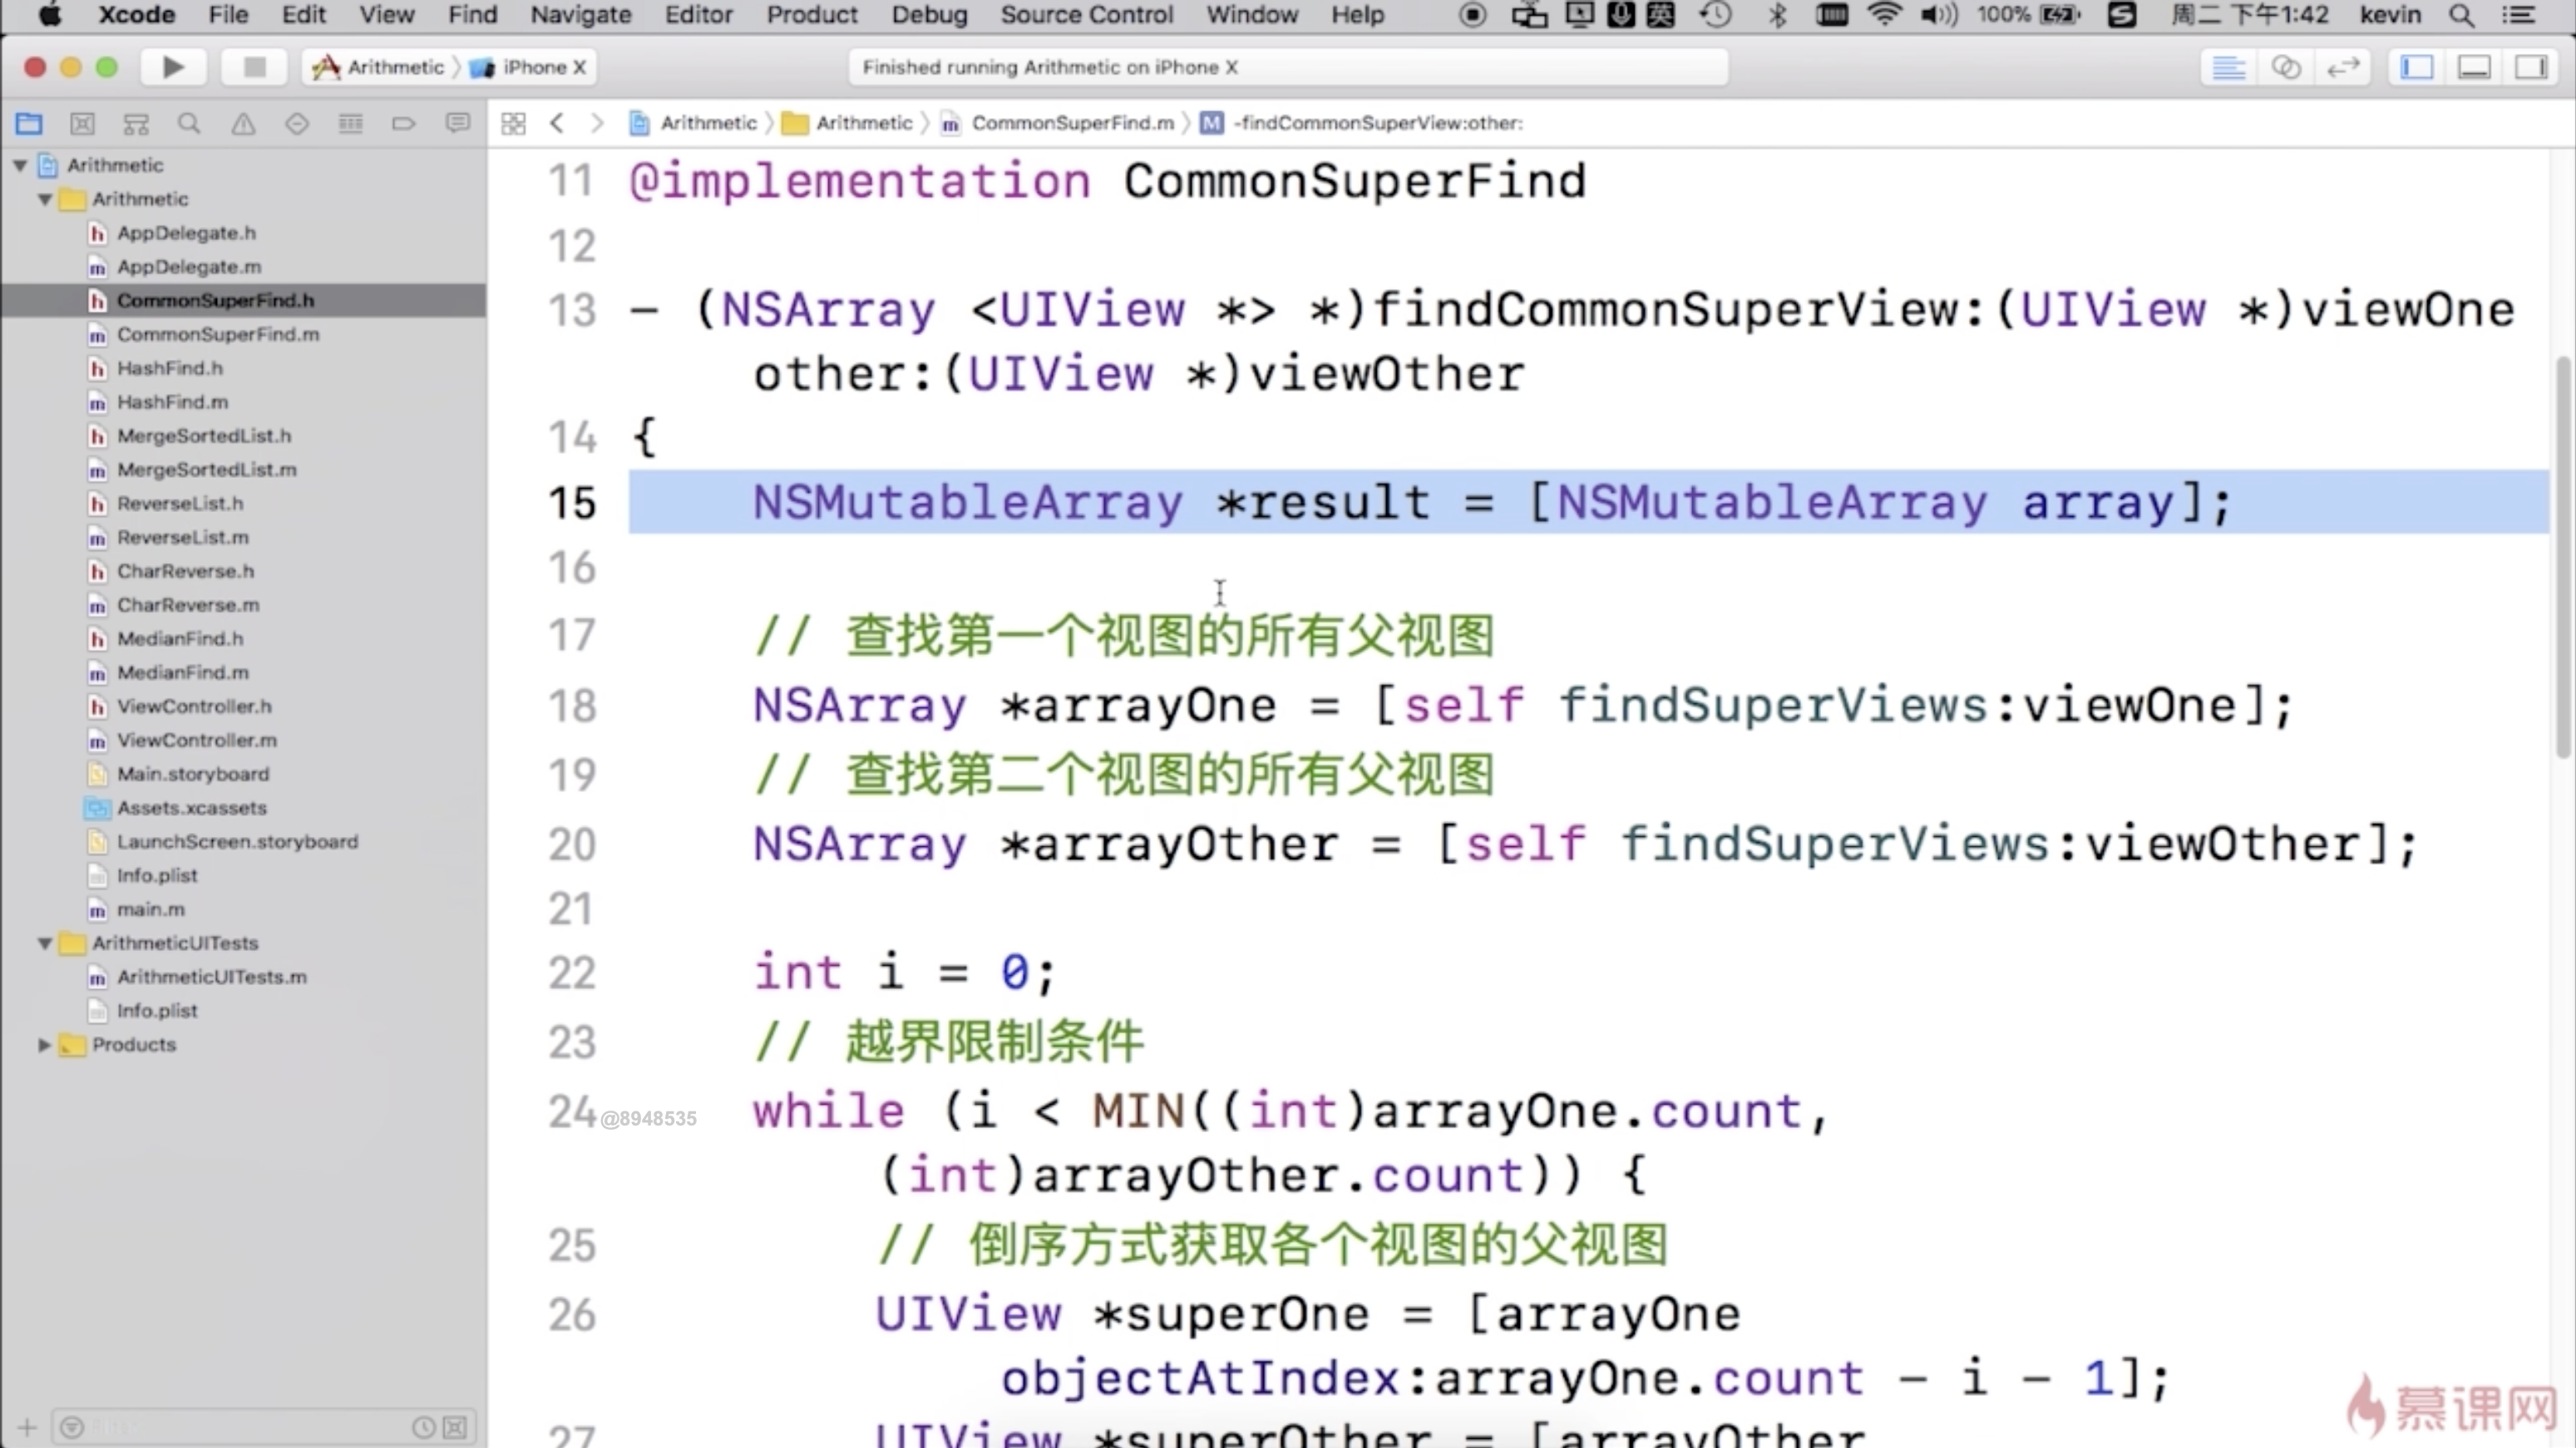 Xcode File Edit View Find Navigate Editor Product Debug Source Control Window Help 英 100% 周二 下午1:42 kevin
Arithmetic iPhone X
Finished running Arithmetic on iPhone X
Arithmetic Arithmetic CommonSuperFind.m M -findCommonSuperView:other:
Arithmetic
Arithmetic
AppDelegate.h
AppDelegate.m
CommonSuperFind.h
CommonSuperFind.m
HashFind.h
HashFind.m
MergeSortedList.h
MergeSortedList.m
ReverseList.h
ReverseList.m
CharReverse.h
CharReverse.m
MedianFind.h
MedianFind.m
ViewController.h
ViewController.m
Main.storyboard
Assets.xcassets
LaunchScreen.storyboard
Info.plist
main.m
ArithmeticUITests
ArithmeticUITests.m
Info.plist
Products
11 @implementation CommonSuperFind
12
13 - (NSArray <UIView *> *)findCommonSuperView:(UIView *)viewOne
other:(UIView *)viewOther
14 {
15 NSMutableArray *result = [NSMutableArray array];
16
17 // 查找第一个视图的所有父视图
18 NSArray *arrayOne = [self findSuperViews:viewOne];
19 // 查找第二个视图的所有父视图
20 NSArray *arrayOther = [self findSuperViews:viewOther];
21
22 int i = 0;
23 // 越界限制条件
24 @8948535 while (i < MIN((int)arrayOne.count,
(int)arrayOther.count)) {
25 // 倒序方式获取各个视图的父视图
26 UIView *superOne = [arrayOne
objectAtIndex:arrayOne.count - i - 1];
27 UIView *superOther = [arrayOther
慕课网